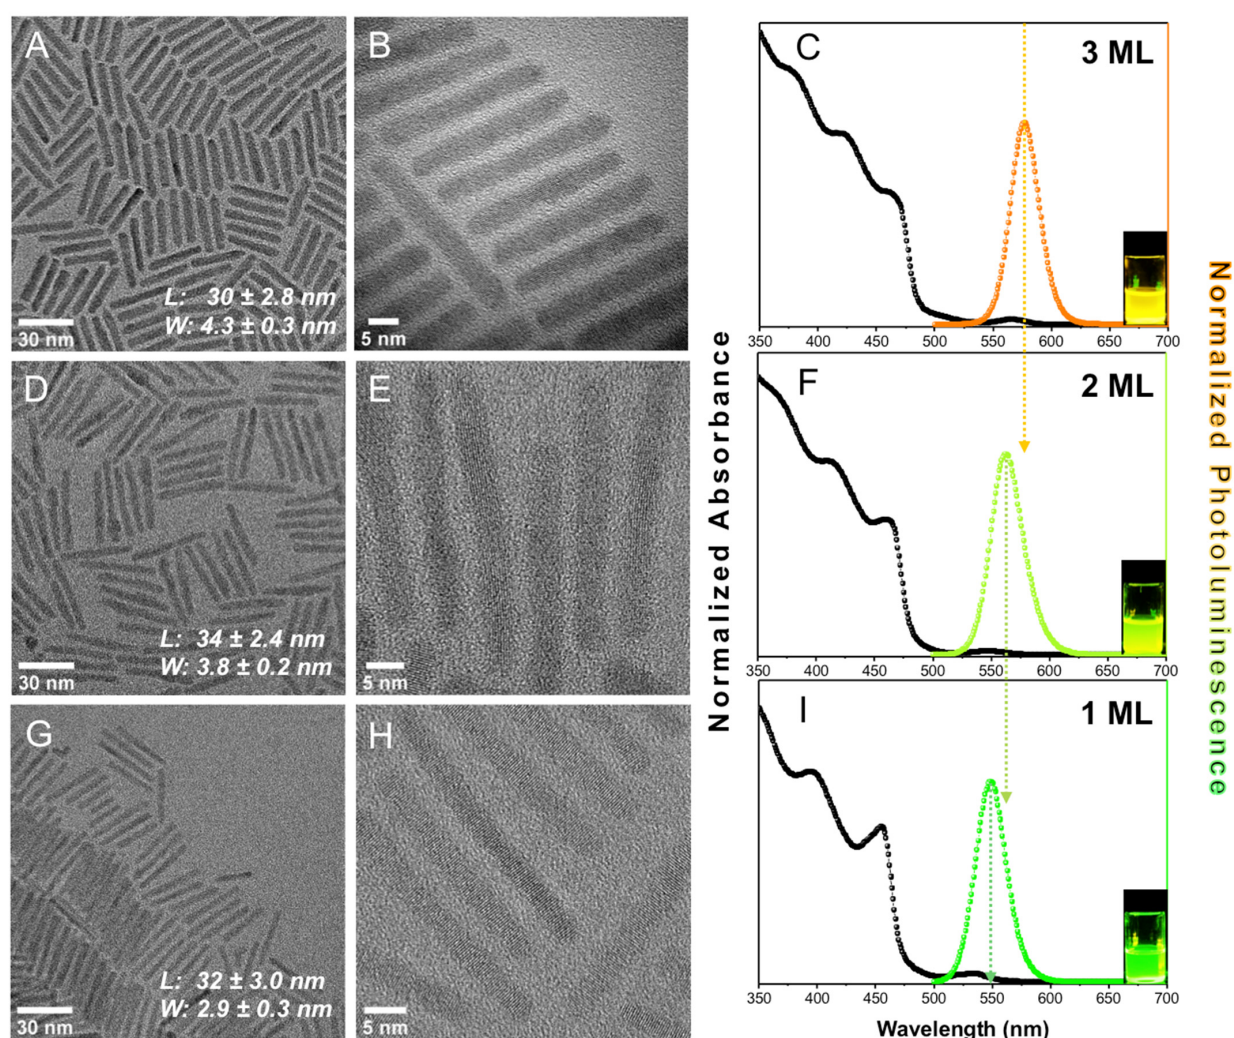 A
L: 30 ± 2.8 nm
W: 4.3 ± 0.3 nm
30 nm
B
5 nm
C
3 ML
350 400 450 500 550 600 650 700
D
L: 34 ± 2.4 nm
W: 3.8 ± 0.2 nm
30 nm
E
5 nm
F
2 ML
350 400 450 500 550 600 650 700
G
L: 32 ± 3.0 nm
W: 2.9 ± 0.3 nm
30 nm
H
5 nm
I
1 ML
350 400 450 500 550 600 650 700
Wavelength (nm)
Normalized Absorbance
Normalized Photoluminescence